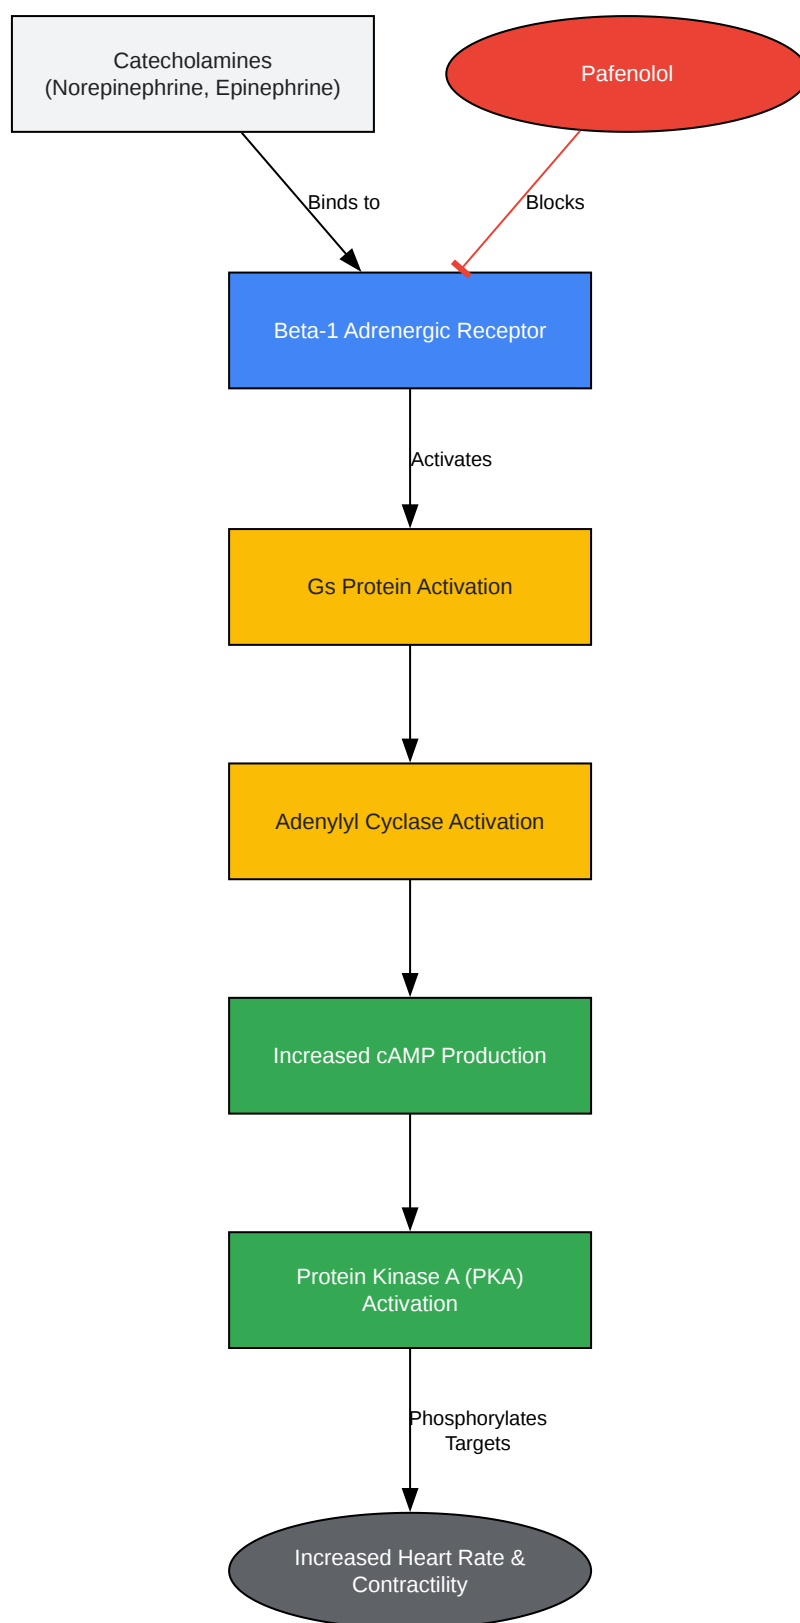 Catecholamines
(Norepinephrine, Epinephrine)
Pafenolol
Binds to
Blocks
Beta-1 Adrenergic Receptor
Activates
Gs Protein Activation
Adenylyl Cyclase Activation
Increased cAMP Production
Protein Kinase A (PKA)
Activation
Phosphorylates
Targets
Increased Heart Rate &
Contractility